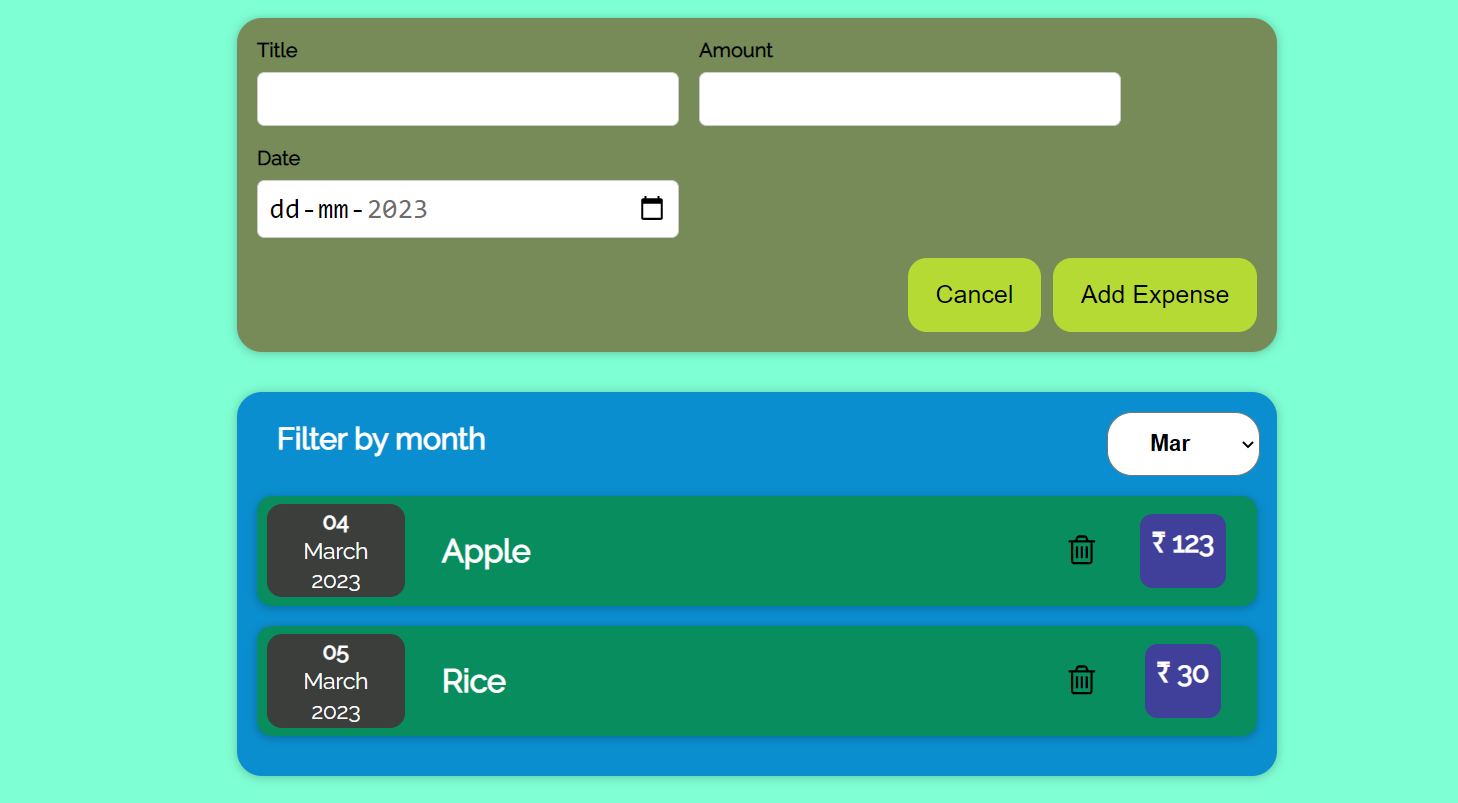 Title Amount
Date
dd-mm-2023
Cancel Add Expense
Filter by month Mar
04
March
2023
Apple ₹ 123
05
March
2023
Rice ₹ 30